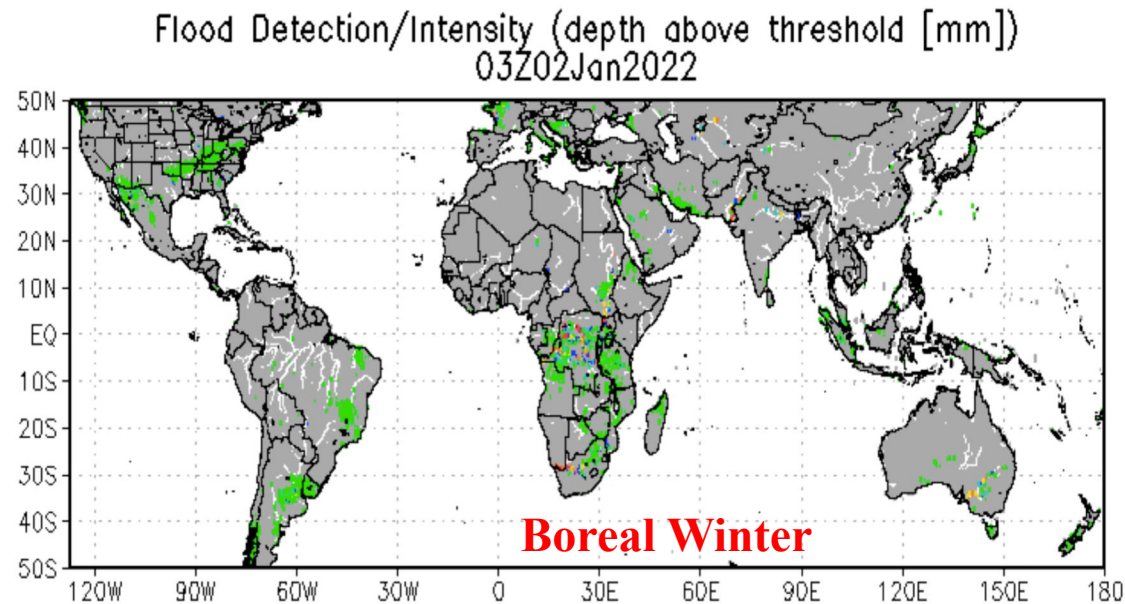 Flood Detection/Intensity (depth above threshold [mm])
03Z02Jan2022
50N
40N
30N
20N
10N
EQ
10S
20S
30S
40S
50S
Boreal Winter
120W 90W 60W 30W 0 30E 60E 90E 120E 150E 180